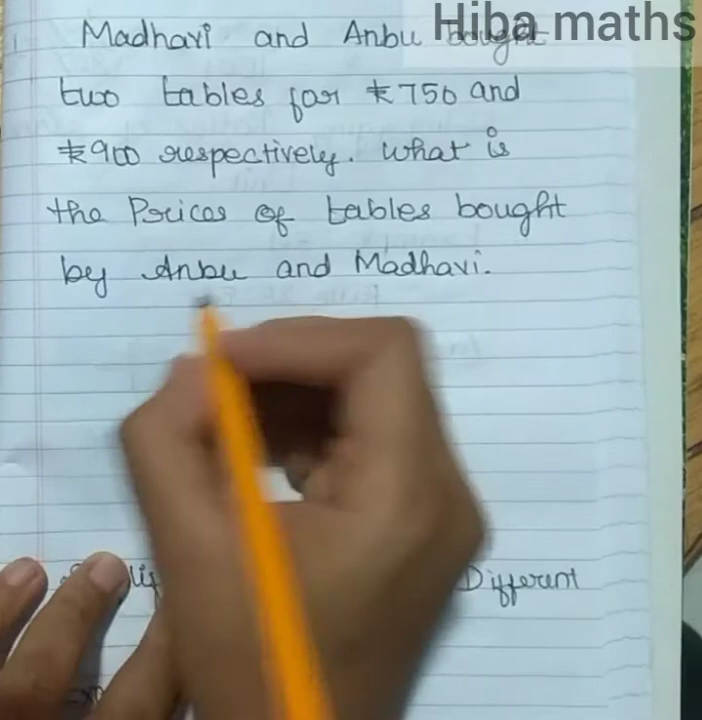 Hiba maths
Madhavi and Anbu bought
two tables for ₹750 and
₹900 respectively. What is
the Prices of tables bought
by Anbu and Madhavi.
Different